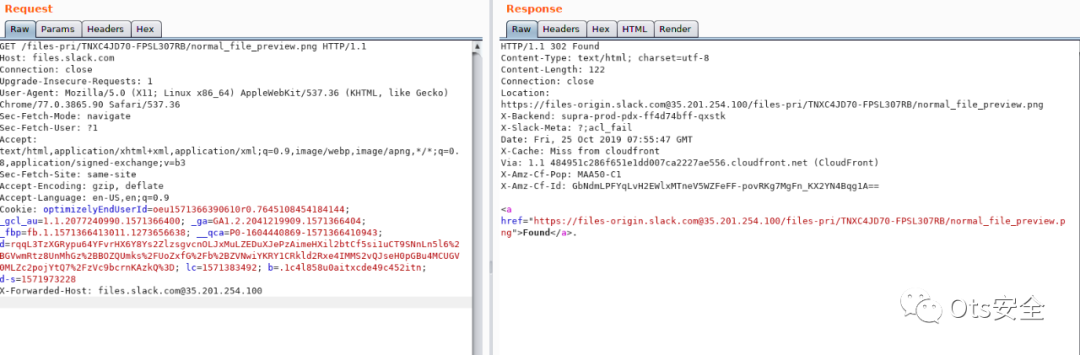 Request
Raw Params Headers Hex
GET /files-pri/TNXC4JD70-FPSL307RB/normal_file_preview.png HTTP/1.1
Host: files.slack.com
Connection: close
Upgrade-Insecure-Requests: 1
User-Agent: Mozilla/5.0 (X11; Linux x86_64) AppleWebKit/537.36 (KHTML, like Gecko)
Chrome/77.0.3865.90 Safari/537.36
Sec-Fetch-Mode: navigate
Sec-Fetch-User: ?1
Accept:
text/html,application/xhtml+xml,application/xml;q=0.9,image/webp,image/apng,*/*;q=0.
8,application/signed-exchange;v=b3
Sec-Fetch-Site: same-site
Accept-Encoding: gzip, deflate
Accept-Language: en-US,en;q=0.9
Cookie: optimizelyEndUserId=oeu1571366390610r0.7645108454184144;
_gcl_au=1.1.2077240990.1571366400; _ga=GA1.2.2041219909.1571366404;
_fbp=fb.1.1571366413011.1273656638; __qca=P0-1604440869-1571366410943;
lc=1571383492; b=.1c4l858u0aitxcde49c452itn;
d-s=1571973228
X-Forwarded-Host: files.slack.com@35.201.254.100
Response
Raw Headers Hex HTML Render
HTTP/1.1 302 Found
Content-Type: text/html; charset=utf-8
Content-Length: 122
Connection: close
Location:
https://files-origin.slack.com@35.201.254.100/files-pri/TNXC4JD70-FPSL307RB/normal_file_preview.png
X-Backend: supra-prod-pdx-ff4d74bff-qxstk
X-Slack-Meta: ?;acl_fail
Date: Fri, 25 Oct 2019 07:55:47 GMT
X-Cache: Miss from cloudfront
Via: 1.1 484951c286f651e1dd007ca2227ae556.cloudfront.net (CloudFront)
X-Amz-Cf-Pop: MAA50-C1
X-Amz-Cf-Id: GbNdmLPFYqLvH2EWlxMTneV5WZFeFF-povRKg7MgFn_KX2YN4Bqg1A==
<a
href="https://files-origin.slack.com@35.201.254.100/files-pri/TNXC4JD70-FPSL307RB/normal_file_preview.p
ng">Found</a>.
Ots安全